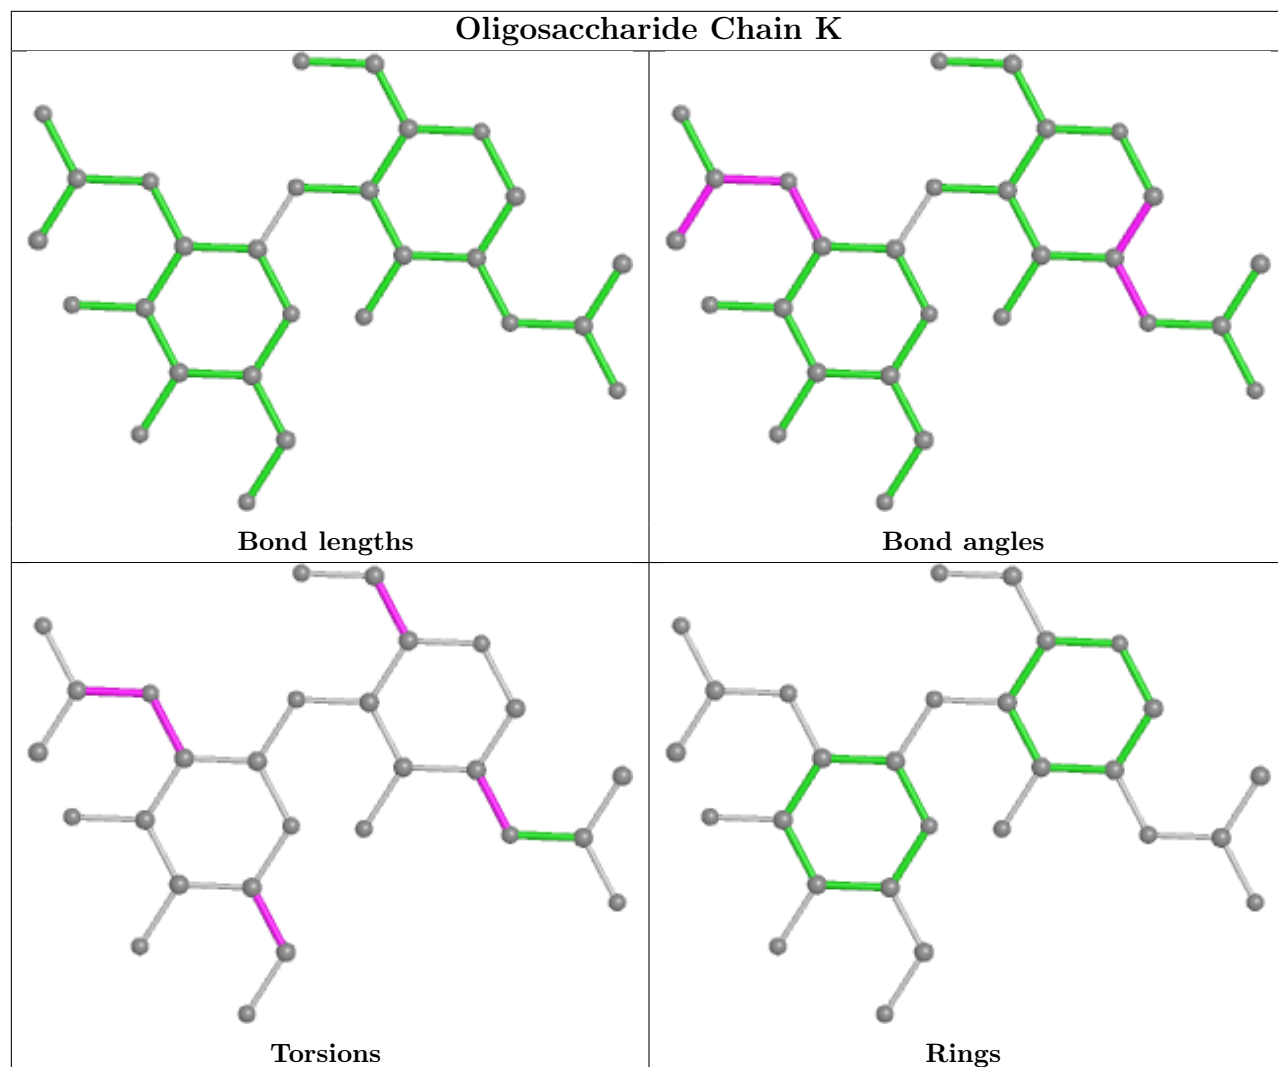 Oligosaccharide Chain K
Bond lengths
Bond angles
Torsions
Rings